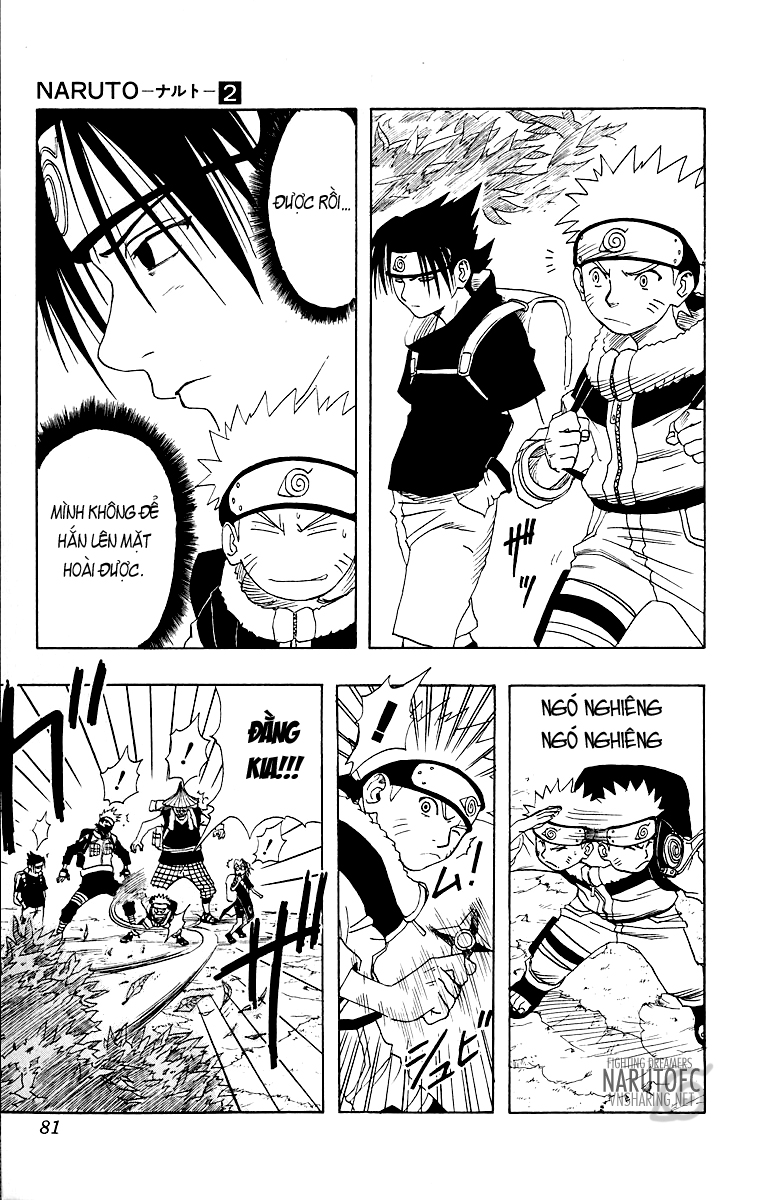 NARUTO—ナルト—2
ĐƯỢC RỒI...
MÌNH KHÔNG ĐỂ
HẮN LÊN MẶT
HOÀI ĐƯỢC.
NGÓ NGHIÊNG
NGÓ NGHIÊNG
!
ム!
シュビッ
ĐẰNG
KIA!!!
!
!
!
!
FIGHTING DREAMERS
NARUTOFC
VNSHARING.NET
81